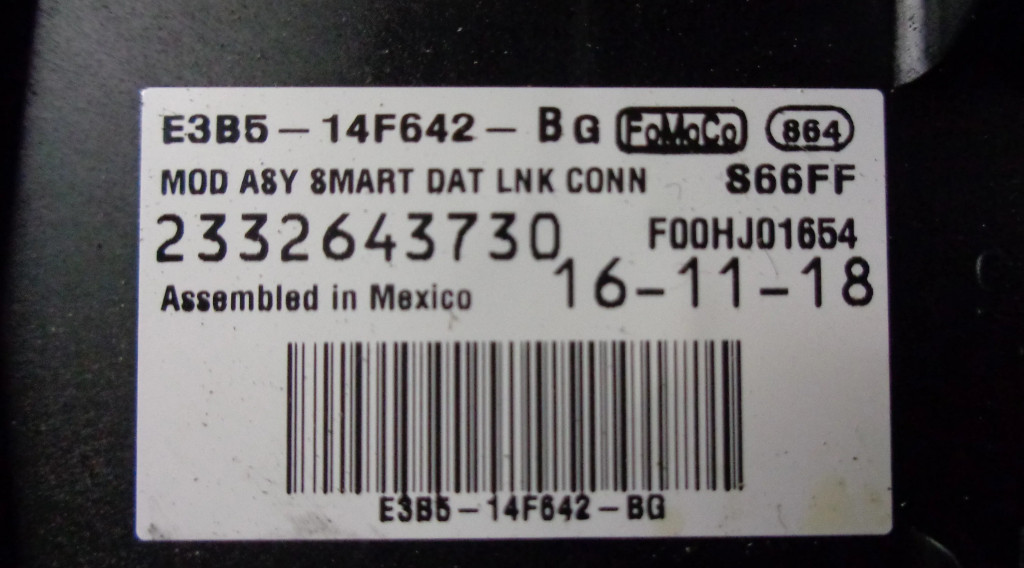 E3B5-14F642-BG FoMoCo 864
MOD ASY SMART DAT LNK CONN S66FF
2332643730 F00HJ01654
Assembled in Mexico 16-11-18
E3B5-14F642-BG